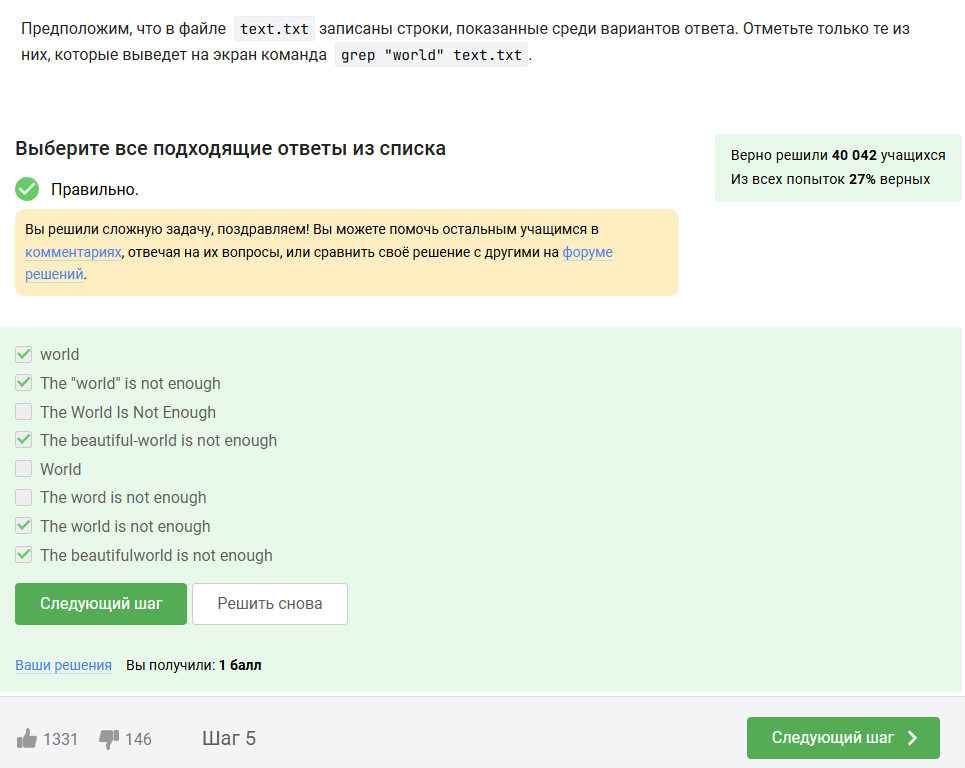 Предположим, что в файле text.txt записаны строки, показанные среди вариантов ответа. Отметьте только те из
них, которые выведет на экран команда grep "world" text.txt.
Выберите все подходящие ответы из списка
Верно решили 40 042 учащихся
Из всех попыток 27% верных
Правильно.
Вы решили сложную задачу, поздравляем! Вы можете помочь остальным учащимся в
комментариях, отвечая на их вопросы, или сравнить своё решение с другими на форуме
решений.
world
The "world" is not enough
The World Is Not Enough
The beautiful-world is not enough
World
The word is not enough
The world is not enough
The beautifulworld is not enough
Следующий шаг
Решить снова
Ваши решения Вы получили: 1 балл
1331
146
Шаг 5
Следующий шаг